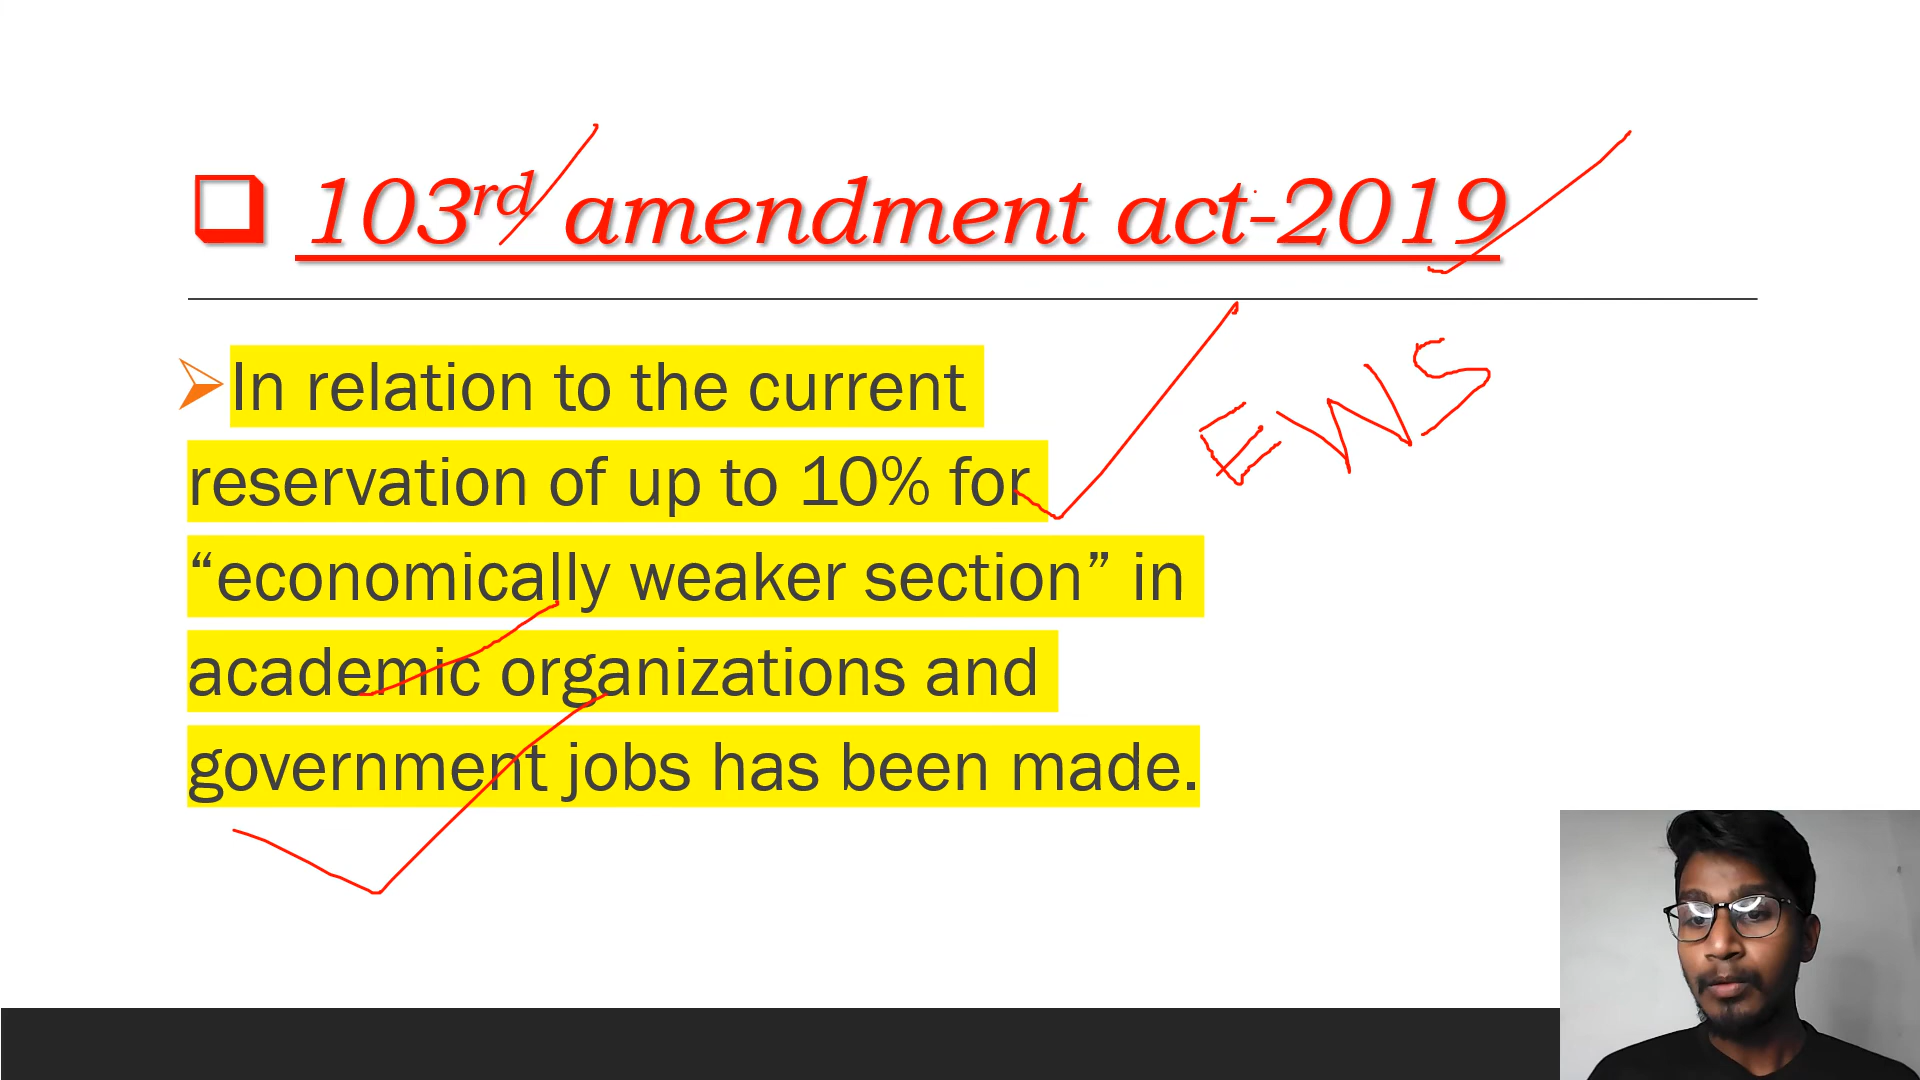 103rd amendment act-2019
In relation to the current
reservation of up to 10% for
“economically weaker section” in
academic organizations and
government jobs has been made.
EWS